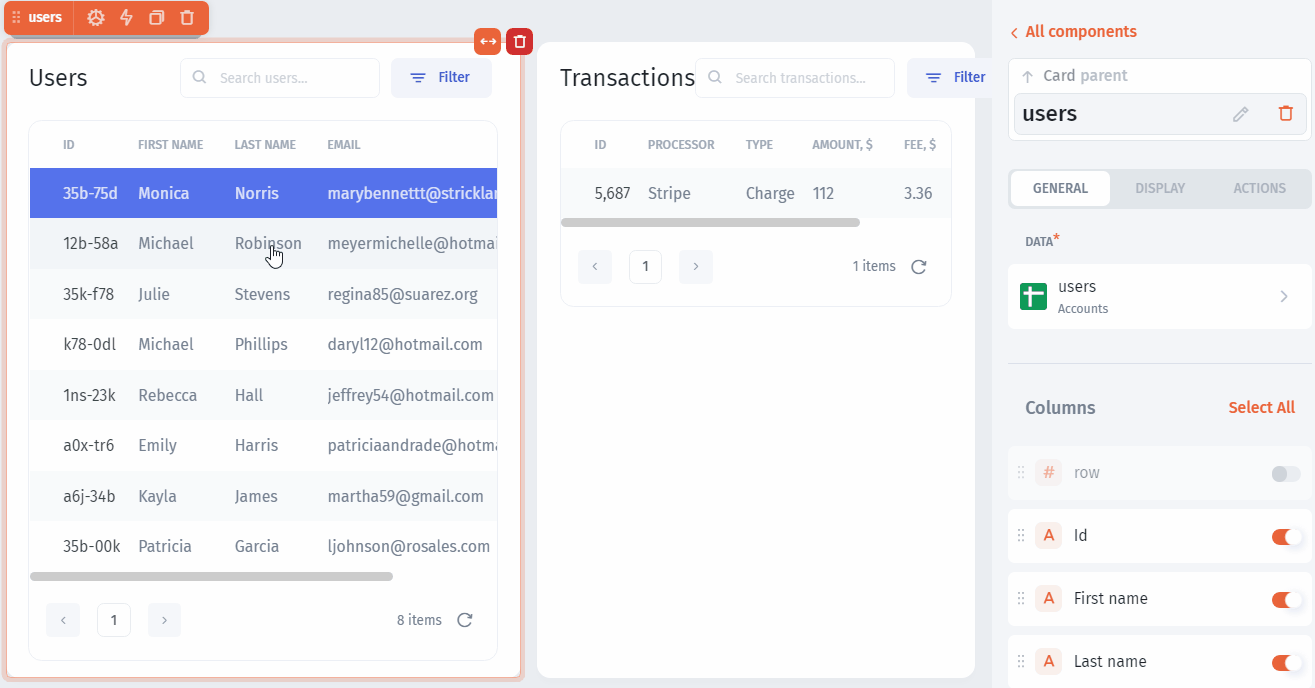 users
Users
Search users...
Filter
ID FIRST NAME LAST NAME EMAIL
35b-75d Monica Norris marybennettt@stricklar
12b-58a Michael Robinson meyermichelle@hotmai
35k-f78 Julie Stevens regina85@suarez.org
k78-0dl Michael Phillips daryl12@hotmail.com
1ns-23k Rebecca Hall jeffrey54@hotmail.com
a0x-tr6 Emily Harris patriciaandrade@hotma
a6j-34b Kayla James martha59@gmail.com
35b-00k Patricia Garcia ljohnson@rosales.com
1
8 items
Transactions
Search transactions...
Filter
ID PROCESSOR TYPE AMOUNT, $ FEE, $
5,687 Stripe Charge 112 3.36
1
1 items
All components
Card parent
users
GENERAL DISPLAY ACTIONS
DATA*
users
Accounts
Columns Select All
# row
A Id
A First name
A Last name